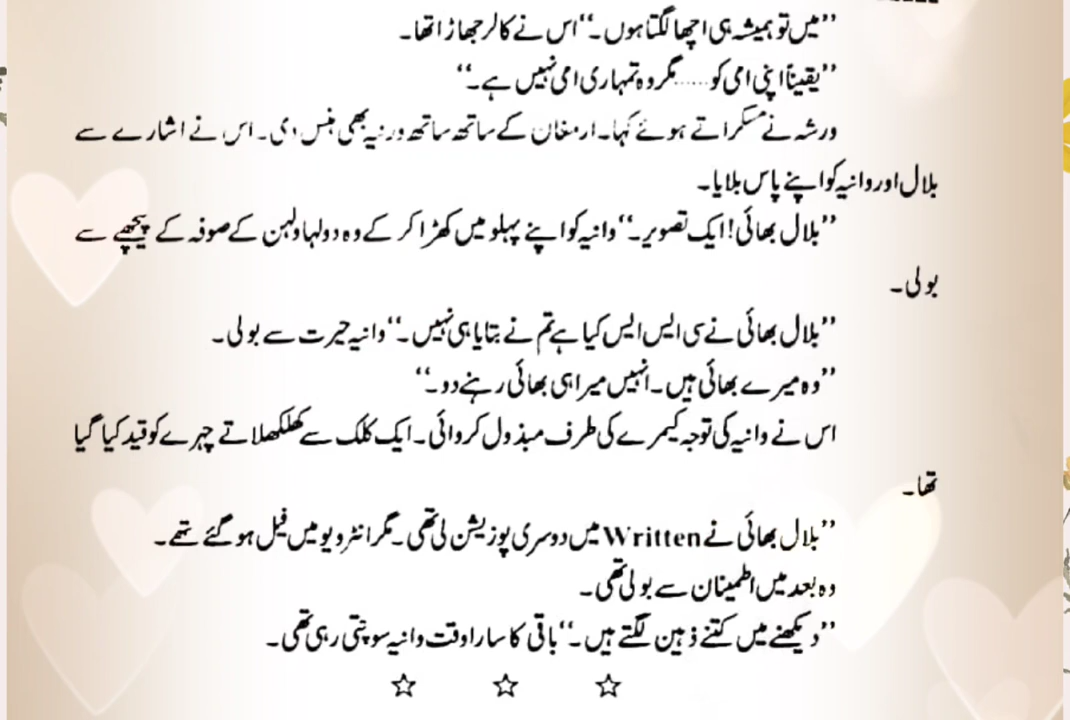 ”میں تو ہمیشہ ہی اچھا لگتا ہوں۔“ اس نے کالر جھاڑا تھا۔
”یقیناً اپنی امی کو...... مگر وہ تمہاری امی نہیں ہے۔“
ورشہ نے مسکراتے ہوئے کہا۔ ارمغان کے ساتھ ساتھ ورنیہ بھی ہنس دی۔ اس نے اشارے سے
بلال اور وانیہ کو اپنے پاس بلایا۔
”بلال بھائی! ایک تصویر۔“ وانیہ کو اپنے پہلو میں کھڑا کر کے وہ دولہا دلہن کے صوفہ کے پیچھے سے
بولی۔
”بلال بھائی نے سی ایس ایس کیا ہے تم نے بتایا ہی نہیں۔“ وانیہ حیرت سے بولی۔
”وہ میرے بھائی ہیں۔ انہیں میرا ہی بھائی رہنے دو۔“
اس نے وانیہ کی توجہ کیمرے کی طرف مبذول کروائی۔ ایک کلک سے کھلکھلاتے چہرے کو قید کیا گیا
تھا۔
”بلال بھائی نے Written میں دوسری پوزیشن لی تھی۔ مگر انٹرویو میں فیل ہو گئے تھے۔
وہ بعد میں اطمینان سے بولی تھی۔
”دیکھنے میں کتنے ذہین لگتے ہیں۔“ باقی کا سارا وقت وانیہ سوچتی رہی تھی۔
☆ ☆ ☆